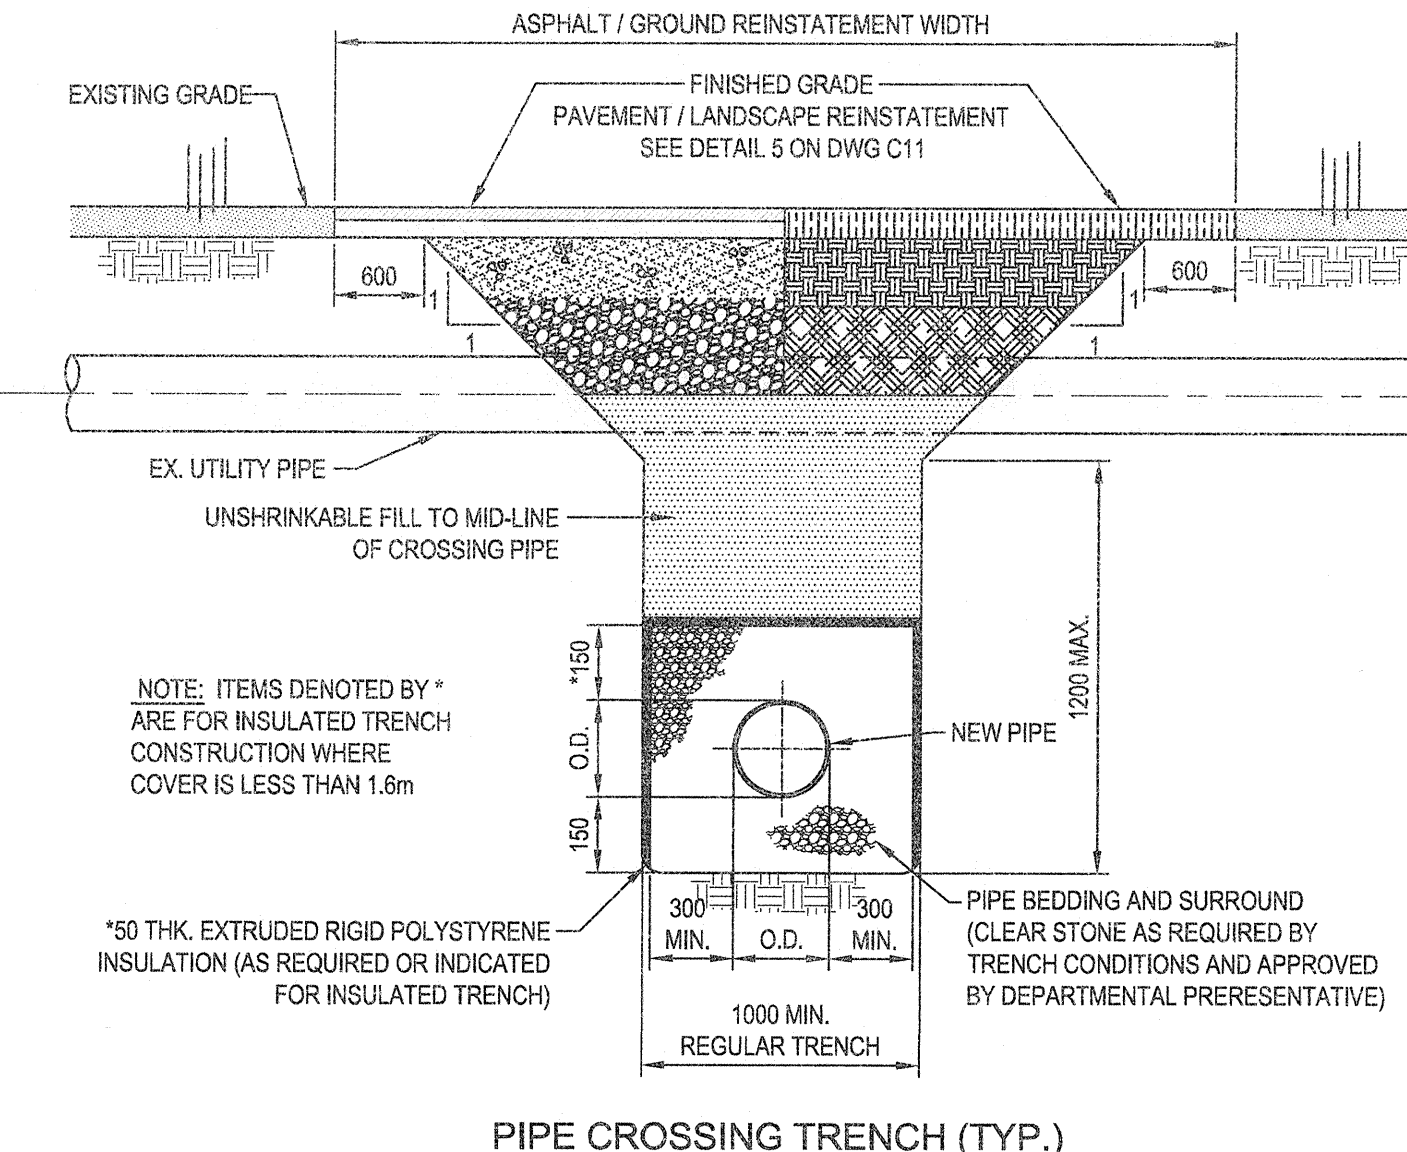 ASPHALT / GROUND REINSTATEMENT WIDTH
EXISTING GRADE
FINISHED GRADE
PAVEMENT / LANDSCAPE REINSTATEMENT
SEE DETAIL 5 ON DWG C11
600
1
1
600
1
1
EX. UTILITY PIPE
UNSHRINKABLE FILL TO MID-LINE
OF CROSSING PIPE
1200 MAX.
*150
O.D.
150
NOTE: ITEMS DENOTED BY *
ARE FOR INSULATED TRENCH
CONSTRUCTION WHERE
COVER IS LESS THAN 1.6m
NEW PIPE
*50 THK. EXTRUDED RIGID POLYSTYRENE
INSULATION (AS REQUIRED OR INDICATED
FOR INSULATED TRENCH)
300
MIN.
O.D.
300
MIN.
PIPE BEDDING AND SURROUND
(CLEAR STONE AS REQUIRED BY
TRENCH CONDITIONS AND APPROVED
BY DEPARTMENTAL PRERESENTATIVE)
1000 MIN.
REGULAR TRENCH
PIPE CROSSING TRENCH (TYP.)